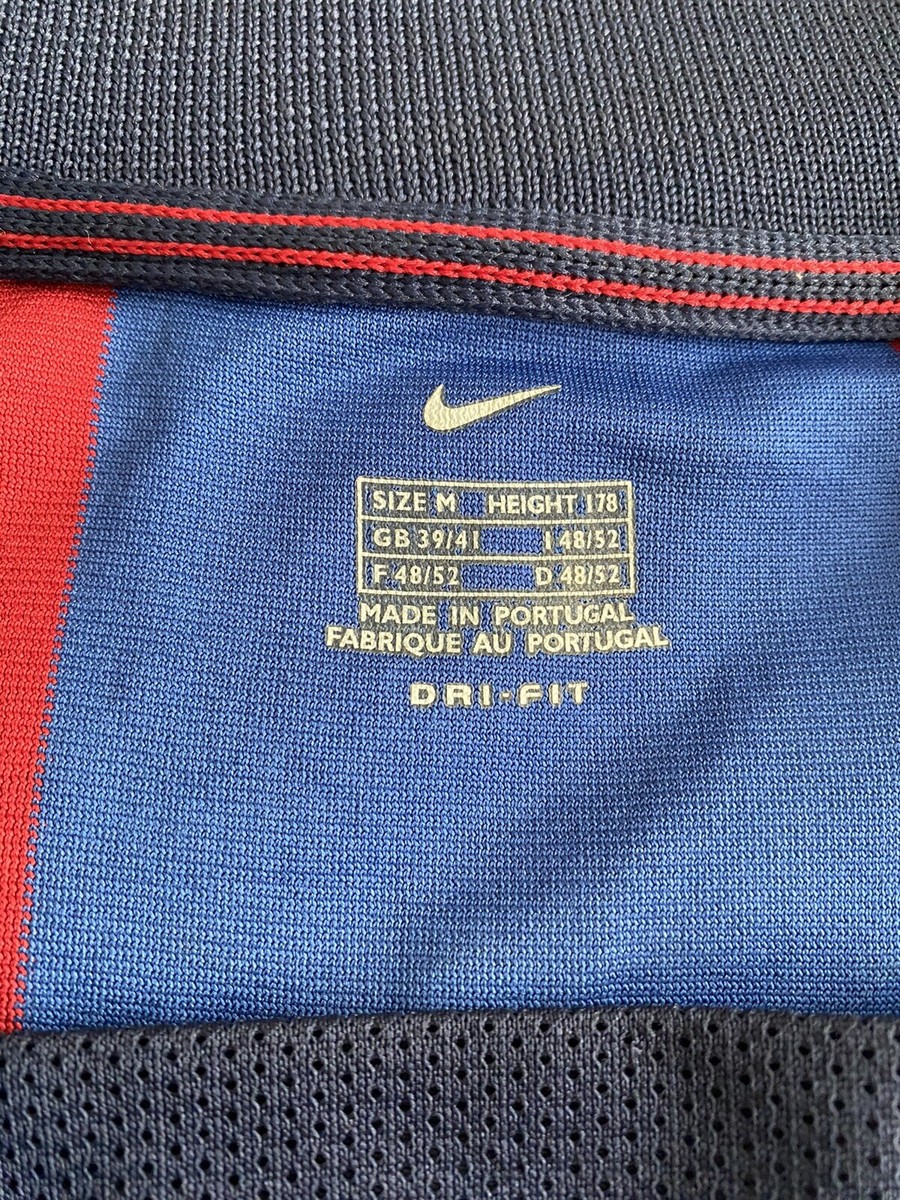 SIZE M HEIGHT 178
GB 39/41 I 48/52
F 48/52 D 48/52
MADE IN PORTUGAL
FABRIQUE AU PORTUGAL
DRI-FIT